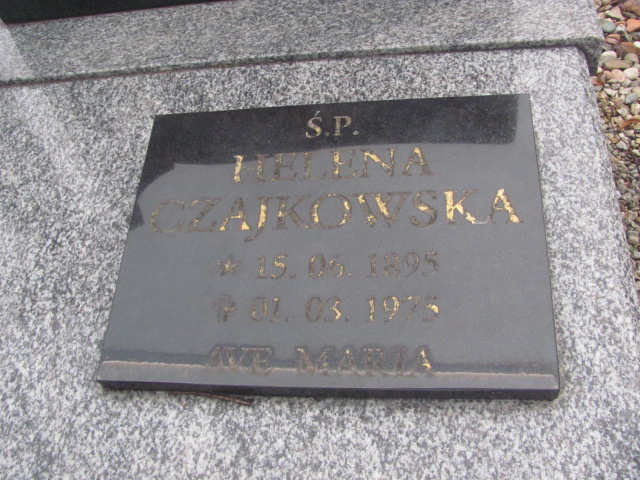 Ś.P.
HELENA
CZAJKOWSKA
★ 15. 06. 1895
✞ 01. 03. 1975
AVE MARIA